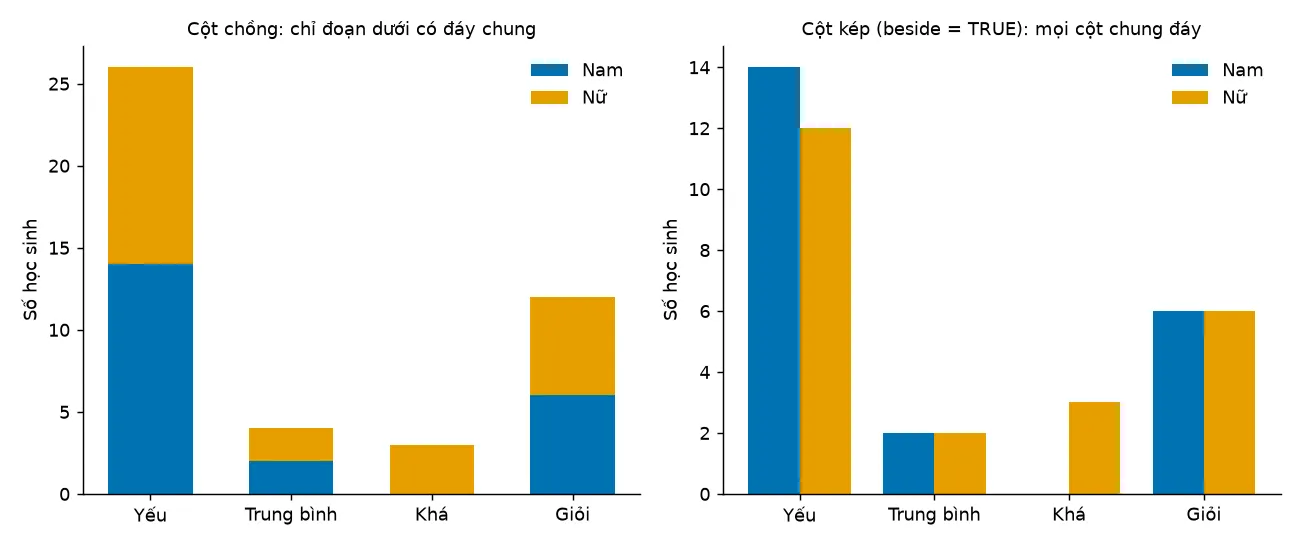 Cột chồng: chỉ đoạn dưới có đáy chung
Nam
Nữ
Số học sinh
25
20
15
10
5
0
Yếu
Trung bình
Khá
Giỏi
Cột kép (beside = TRUE): mọi cột chung đáy
Nam
Nữ
Số học sinh
14
12
10
8
6
4
2
0
Yếu
Trung bình
Khá
Giỏi